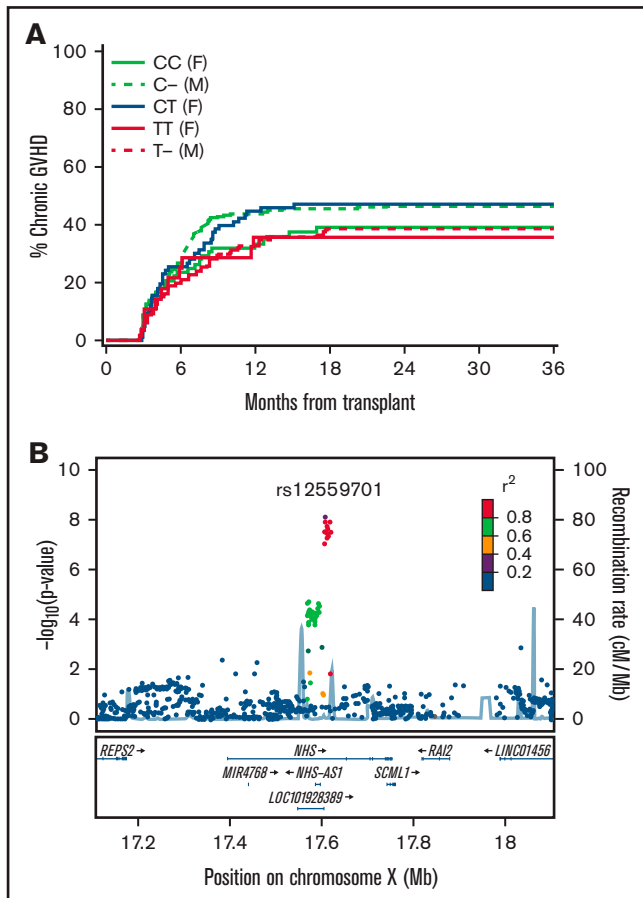 A
100
80
60
40
20
0
% Chronic GVHD
CC (F)
C– (M)
CT (F)
TT (F)
T– (M)
0 6 12 18 24 30 36
Months from transplant
B
10
8
6
4
2
0
–log10(p-value)
rs12559701
r2
0.8
0.6
0.4
0.2
100
80
60
40
20
0
Recombination rate (cM/Mb)
REPS2→ NHS→ ←RAI2 ←LINC01456
MIR4768→ ←NHS–AS1 SCML1→
LOC101928389→
17.2 17.4 17.6 17.8 18
Position on chromosome X (Mb)